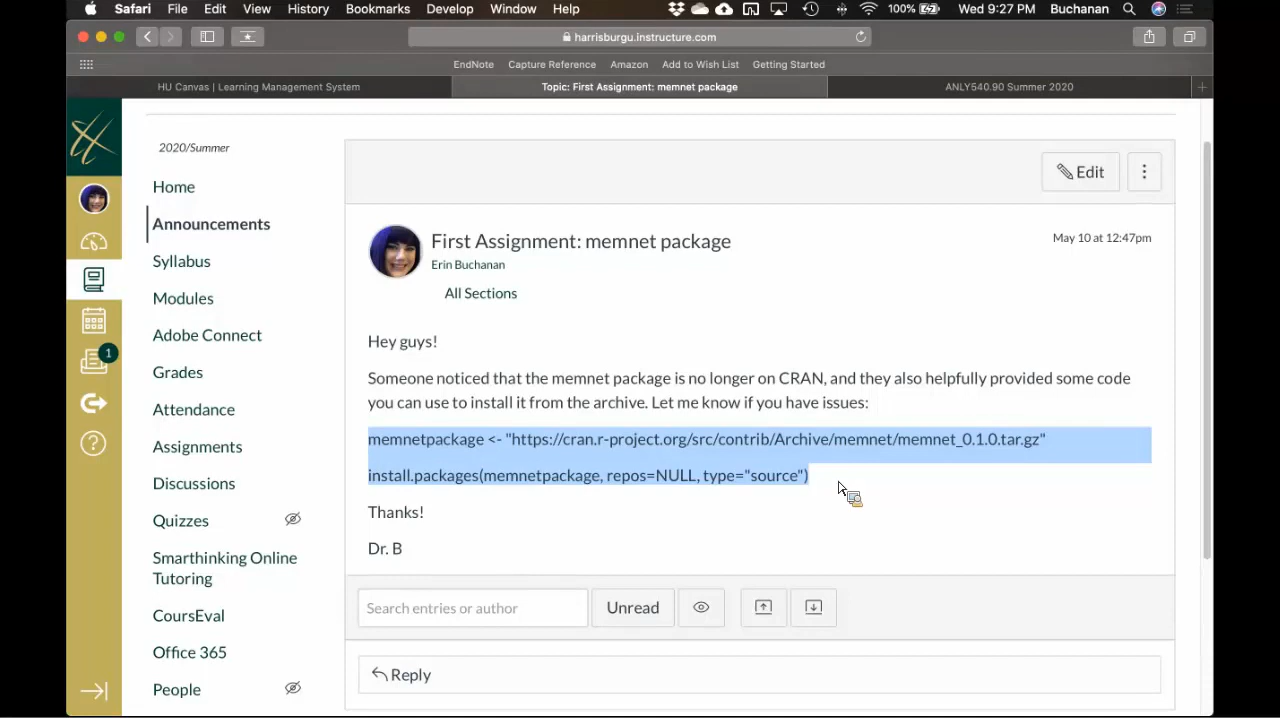 Safari File Edit View History Bookmarks Develop Window Help 100% Wed 9:27 PM Buchanan
harrisburgu.instructure.com
EndNote Capture Reference Amazon Add to Wish List Getting Started
HU Canvas | Learning Management System Topic: First Assignment: memnet package ANLY540.90 Summer 2020 +
2020/Summer
Home
Announcements
Syllabus
Modules
Adobe Connect
Grades
Attendance
Assignments
Discussions
Quizzes
Smarthinking Online
Tutoring
CoursEval
Office 365
People
1
Edit
First Assignment: memnet package
May 10 at 12:47pm
Erin Buchanan
All Sections
Hey guys!
Someone noticed that the memnet package is no longer on CRAN, and they also helpfully provided some code
you can use to install it from the archive. Let me know if you have issues:
memnetpackage <- "https://cran.r-project.org/src/contrib/Archive/memnet/memnet_0.1.0.tar.gz"
install.packages(memnetpackage, repos=NULL, type="source")
Thanks!
Dr. B
Search entries or author Unread
Reply